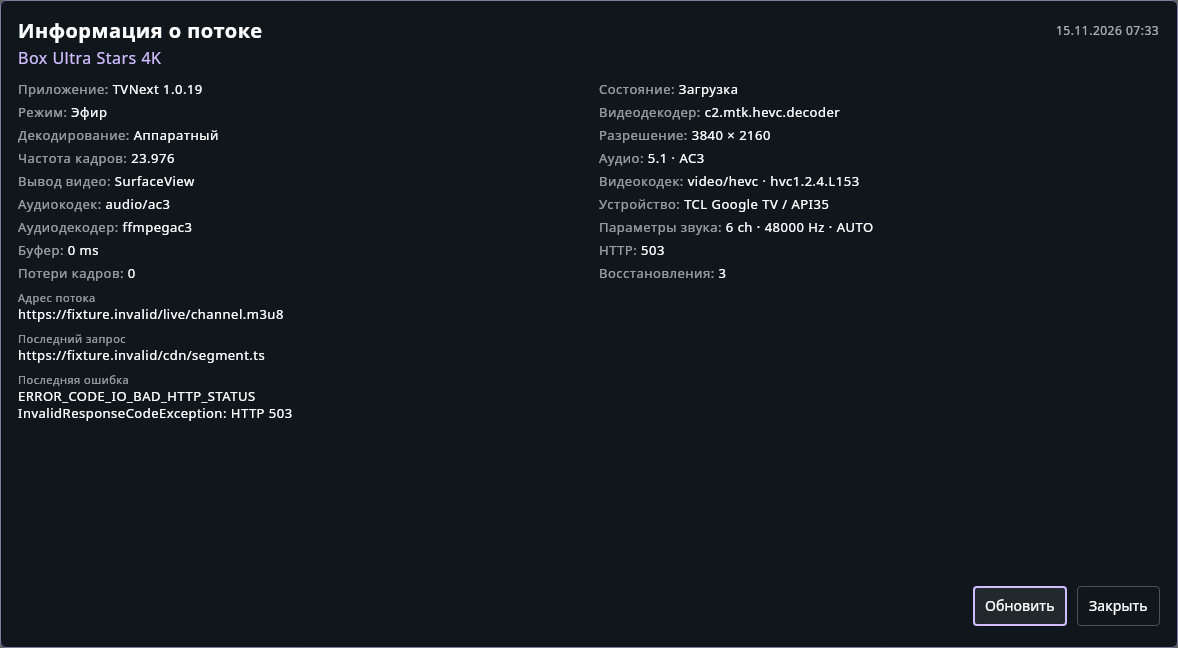 Информация о потоке
15.11.2026 07:33
Box Ultra Stars 4K
Приложение: TVNext 1.0.19
Состояние: Загрузка
Режим: Эфир
Видеодекодер: c2.mtk.hevc.decoder
Декодирование: Аппаратный
Разрешение: 3840 × 2160
Частота кадров: 23.976
Аудио: 5.1 · AC3
Вывод видео: SurfaceView
Видеокодек: video/hevc · hvc1.2.4.L153
Аудиокодек: audio/ac3
Устройство: TCL Google TV / API35
Аудиодекодер: ffmpegac3
Параметры звука: 6 ch · 48000 Hz · AUTO
Буфер: 0 ms
HTTP: 503
Потери кадров: 0
Восстановления: 3
Адрес потока
https://fixture.invalid/live/channel.m3u8
Последний запрос
https://fixture.invalid/cdn/segment.ts
Последняя ошибка
ERROR_CODE_IO_BAD_HTTP_STATUS
InvalidResponseCodeException: HTTP 503
Обновить
Закрыть